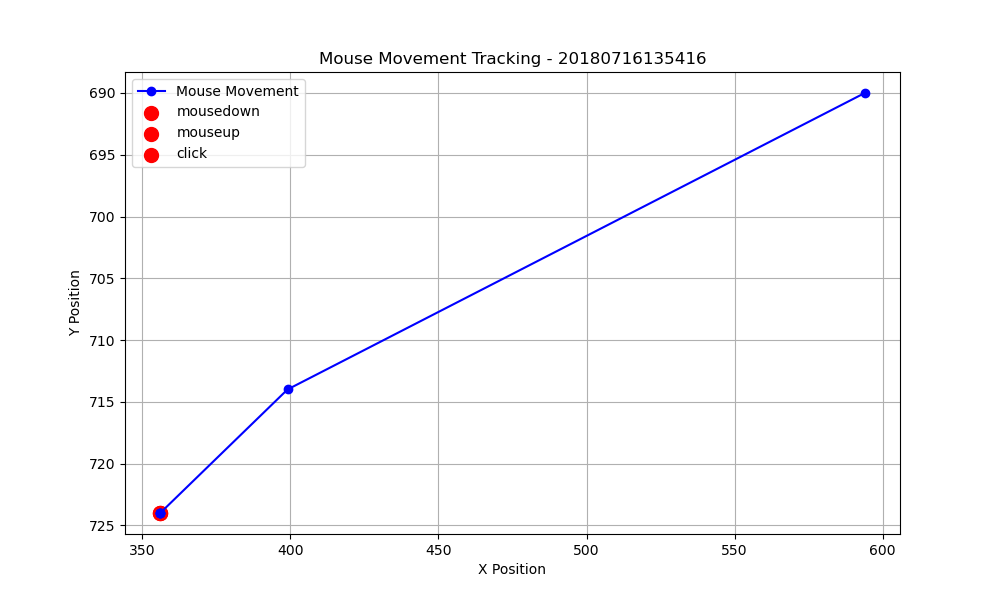 Mouse Movement Tracking - 20180716135416
Mouse Movement
mousedown
mouseup
click
690
695
700
705
710
715
720
725
Y Position
350
400
450
500
550
600
X Position